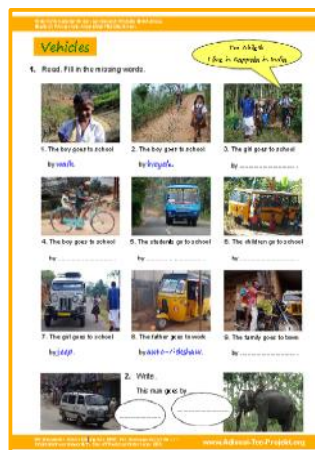 Vehicles
I'm Abilash
I live in Kappala in India
1. Read. Fill in the missing words.
1. The boy goes to school
by walk.
2. The boy goes to school
by bicycle.
3. The girl goes to school
by ....................
4. The boy goes to school
by ....................
5. The students go to school
by ....................
6. The children go to school
by ....................
7. The girl goes to school
by jeep.
8. The father goes to work
by auto-rickshaw.
9. The family goes to town
by ....................
2. Write.
This man goes by
www.Adivasi-Tee-Projekt.org